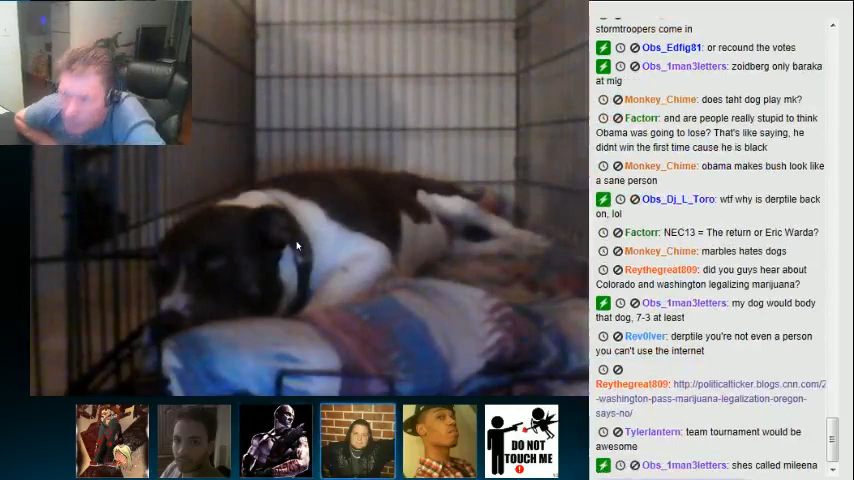 stormtroopers come in
Obs_Edfig81: or recount the votes
Obs_1man3letters: zoidberg only baraka
at mlg
Monkey_Chime: does taht dog play mk?
Factorr: and are people really stupid to think
Obama was going to lose? That's like saying, he
didnt win the first time cause he is black
Monkey_Chime: obama makes bush look like
a sane person
Obs_Dj_L_Toro: wtf why is derptile back
on, lol
Factorr: NEC13 = The return or Eric Warda?
Monkey_Chime: marbles hates dogs
Reythegreat809: did you guys hear about
Colorado and washington legalizing marijuana?
Obs_1man3letters: my dog would body
that dog, 7-3 at least
Rev0lver: derptile you're not even a person
you can't use the internet
Reythegreat809: http://politicalticker.blogs.cnn.com/2
-washington-pass-marijuana-legalization-oregon-
says-no/
Tylerlantern: team tournament would be
awesome
Obs_1man3letters: shes called mileena
DO NOT
TOUCH ME
!